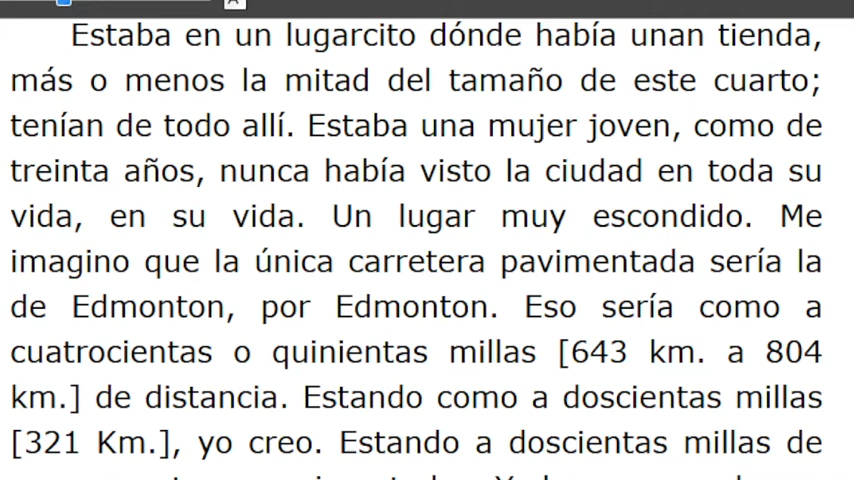 Estaba en un lugarcito dónde había unan tienda,
más o menos la mitad del tamaño de este cuarto;
tenían de todo allí. Estaba una mujer joven, como de
treinta años, nunca había visto la ciudad en toda su
vida, en su vida. Un lugar muy escondido. Me
imagino que la única carretera pavimentada sería la
de Edmonton, por Edmonton. Eso sería como a
cuatrocientas o quinientas millas [643 km. a 804
km.] de distancia. Estando como a doscientas millas
[321 Km.], yo creo. Estando a doscientas millas de